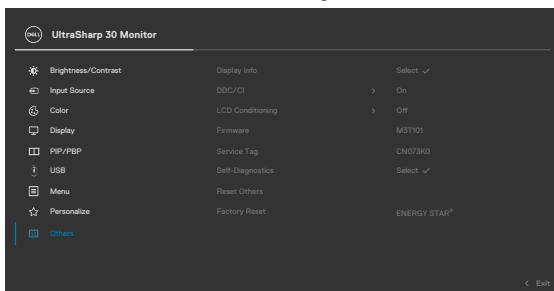 DELL UltraSharp 30 Monitor
Brightness/Contrast Display Info Select ✓
Input Source DDC/CI > On
Color LCD Conditioning > Off
Display Firmware M3T101
PIP/PBP Service Tag CN073K0
USB Self-Diagnostics Select ✓
Menu Reset Others
Personalize Factory Reset ENERGY STAR®
Others
< Exit